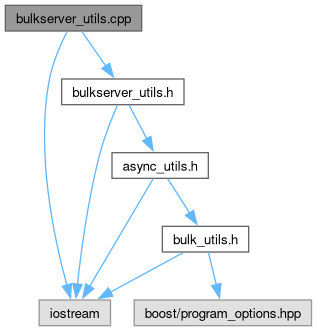 bulkserver_utils.cpp
bulkserver_utils.h
async_utils.h
bulk_utils.h
iostream
boost/program_options.hpp